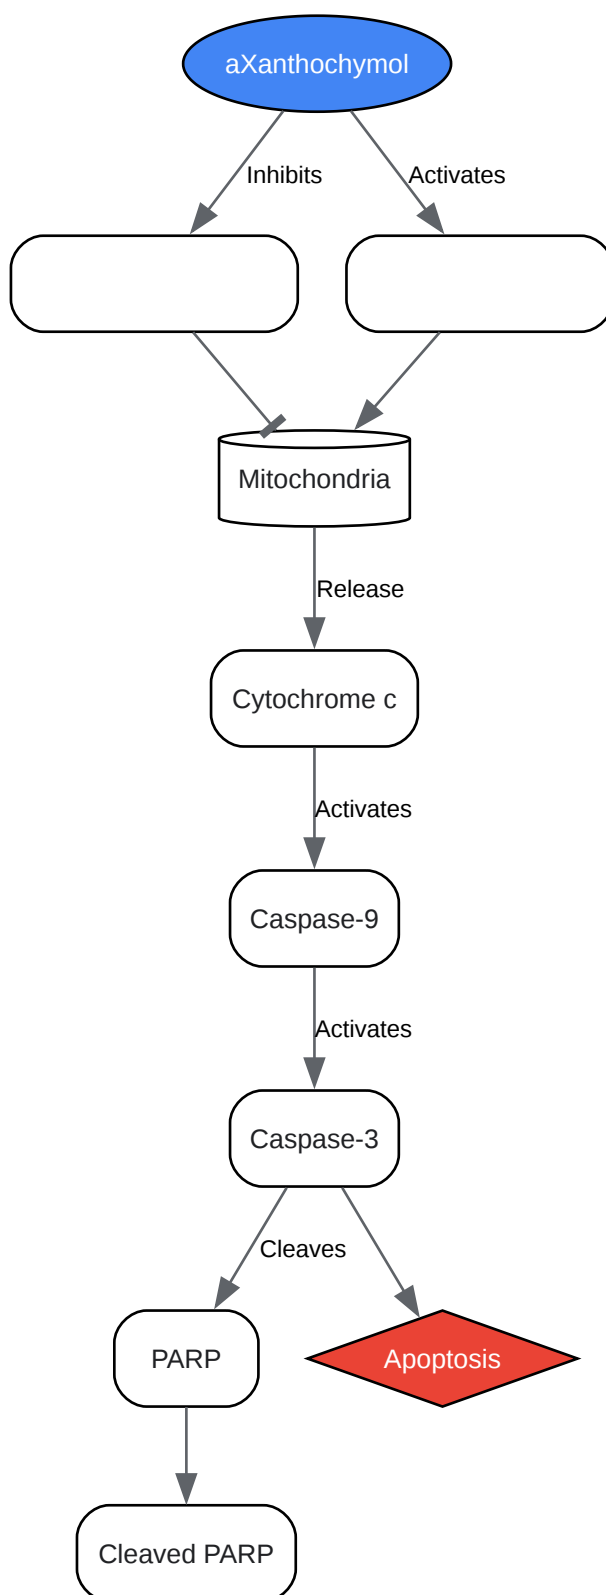 aXanthochymol
Inhibits
Activates
Mitochondria
Release
Cytochrome c
Activates
Caspase-9
Activates
Caspase-3
Cleaves
PARP
Apoptosis
Cleaved PARP